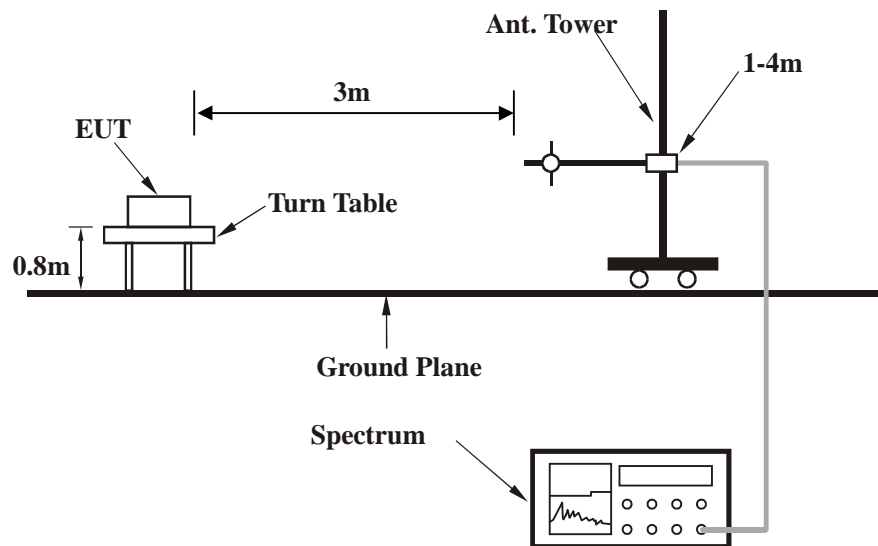 Ant. Tower
1-4m
3m
EUT
Turn Table
0.8m
Ground Plane
Spectrum